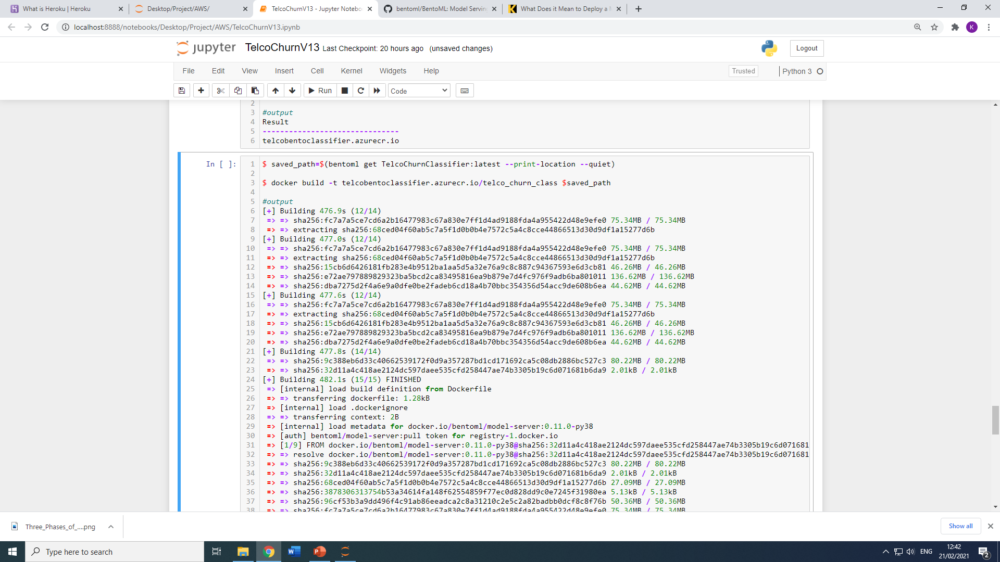 What is Heroku | Heroku
Desktop/Project/AWS/
TelcoChurnV13 - Jupyter Notebo
bentoml/BentoML: Model Serving
What Does it Mean to Deploy a
localhost:8888/notebooks/Desktop/Project/AWS/TelcoChurnV13.ipynb
K
jupyter TelcoChurnV13 Last Checkpoint: 20 hours ago (unsaved changes)
Logout
File Edit View Insert Cell Kernel Widgets Help
Trusted
Python 3
Run
Code
2
3 #output
4 Result
5 -------------------------------
6 telcobentoclassifier.azurecr.io
In [ ]:
1 $ saved_path=$(bentoml get TelcoChurnClassifier:latest --print-location --quiet)
2
3 $ docker build -t telcobentoclassifier.azurecr.io/telco_churn_class $saved_path
4
5 #output
6 [+] Building 476.9s (12/14)
7 => => sha256:fc7a7a5ce7cd6a2b16477983c67a830e7ff1d4ad9188fda4a955422d48e9efe0 75.34MB / 75.34MB
8 => => extracting sha256:68ced04f60ab5c7a5f1d0b0b4e7572c5a4c8cce44866513d30d9df1a15277d6b
9 [+] Building 477.0s (12/14)
10 => => sha256:fc7a7a5ce7cd6a2b16477983c67a830e7ff1d4ad9188fda4a955422d48e9efe0 75.34MB / 75.34MB
11 => => extracting sha256:68ced04f60ab5c7a5f1d0b0b4e7572c5a4c8cce44866513d30d9df1a15277d6b
12 => => sha256:15cb6d6426181fb283e4b9512ba1aa5d5a32e76a9c8c887c94367593e6d3cb81 46.26MB / 46.26MB
13 => => sha256:e72ae797889829323ba5bcd2ca83495816ea9b879e7d4fc976f9adb6ba801011 136.62MB / 136.62MB
14 => => sha256:dba7275d2f4a6e9a0dfe0be2fadeb6cd18a4b70bbc354356d54acc9de608b6ea 44.62MB / 44.62MB
15 [+] Building 477.6s (12/14)
16 => => sha256:fc7a7a5ce7cd6a2b16477983c67a830e7ff1d4ad9188fda4a955422d48e9efe0 75.34MB / 75.34MB
17 => => extracting sha256:68ced04f60ab5c7a5f1d0b0b4e7572c5a4c8cce44866513d30d9df1a15277d6b
18 => => sha256:15cb6d6426181fb283e4b9512ba1aa5d5a32e76a9c8c887c94367593e6d3cb81 46.26MB / 46.26MB
19 => => sha256:e72ae797889829323ba5bcd2ca83495816ea9b879e7d4fc976f9adb6ba801011 136.62MB / 136.62MB
20 => => sha256:dba7275d2f4a6e9a0dfe0be2fadeb6cd18a4b70bbc354356d54acc9de608b6ea 44.62MB / 44.62MB
21 [+] Building 477.8s (14/14)
22 => => sha256:9c388eb6d33c40662539172f0d9a357287bd1cd171692ca5c08db2886bc527c3 80.22MB / 80.22MB
23 => => sha256:32d11a4c418ae2124dc597daee535cfd258447ae74b3305b19c6d071681b6da9 2.01kB / 2.01kB
24 [+] Building 482.1s (15/15) FINISHED
25 => [internal] load build definition from Dockerfile
26 => => transferring dockerfile: 1.28kB
27 => [internal] load .dockerignore
28 => => transferring context: 2B
29 => [internal] load metadata for docker.io/bentoml/model-server:0.11.0-py38
30 => [auth] bentoml/model-server:pull token for registry-1.docker.io
31 => [1/9] FROM docker.io/bentoml/model-server:0.11.0-py38@sha256:32d11a4c418ae2124dc597daee535cfd258447ae74b3305b19c6d071681
32 => => resolve docker.io/bentoml/model-server:0.11.0-py38@sha256:32d11a4c418ae2124dc597daee535cfd258447ae74b3305b19c6d071681
33 => => sha256:9c388eb6d33c40662539172f0d9a357287bd1cd171692ca5c08db2886bc527c3 80.22MB / 80.22MB
34 => => sha256:32d11a4c418ae2124dc597daee535cfd258447ae74b3305b19c6d071681b6da9 2.01kB / 2.01kB
35 => => sha256:68ced04f60ab5c7a5f1d0b0b4e7572c5a4c8cce44866513d30d9df1a15277d6b 27.09MB / 27.09MB
36 => => sha256:3878306313754b53a34614fa148f62554859f77ec0d828dd9c0e7245f31980ea 5.13kB / 5.13kB
37 => => sha256:96cf53b3a9dd496f4c91ab86eeadca2c8a31210c2e5c2a82badbb0dcf8c8f76b 50.36MB / 50.36MB
38 => => sha256:fc7a7a5ce7cd6a2b16477983c67a830e7ff1d4ad9188fda4a955422d48e9efe0 75.34MB / 75.34MB
Three_Phases_of_....png
Show all
Type here to search
ENG
12:42
21/02/2021
2